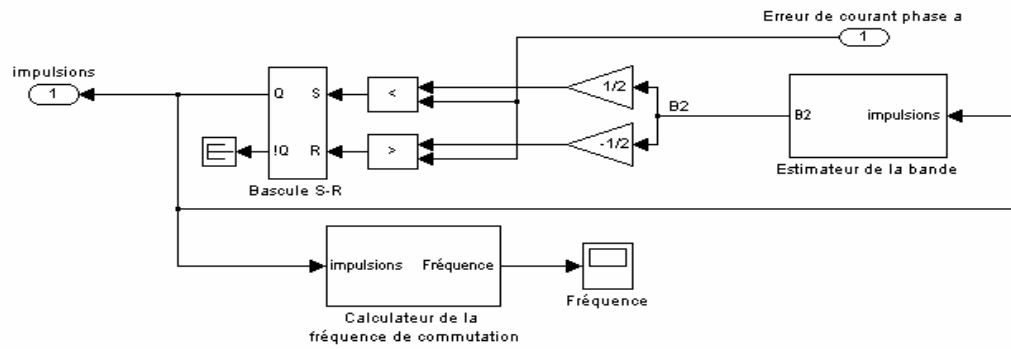 Erreur de courant phase a
1
impulsions
1
Q
S
<
1/2
B2
B2
impulsions
!Q
R
>
-1/2
Bascule S-R
Estimateur de la bande
impulsions
Fréquence
Fréquence
Calculateur de la
fréquence de commutation